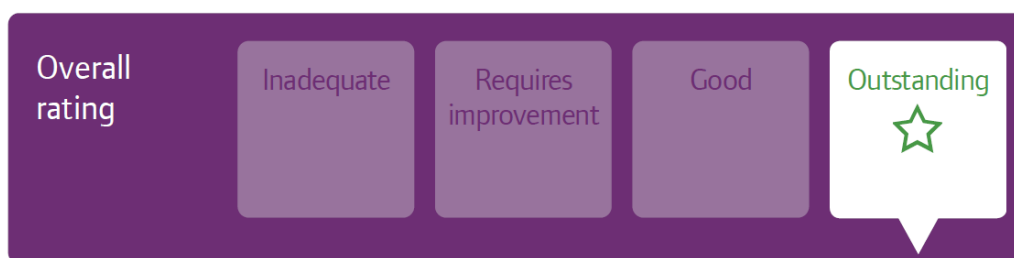 Overall
rating
Inadequate
Requires
improvement
Good
Outstanding